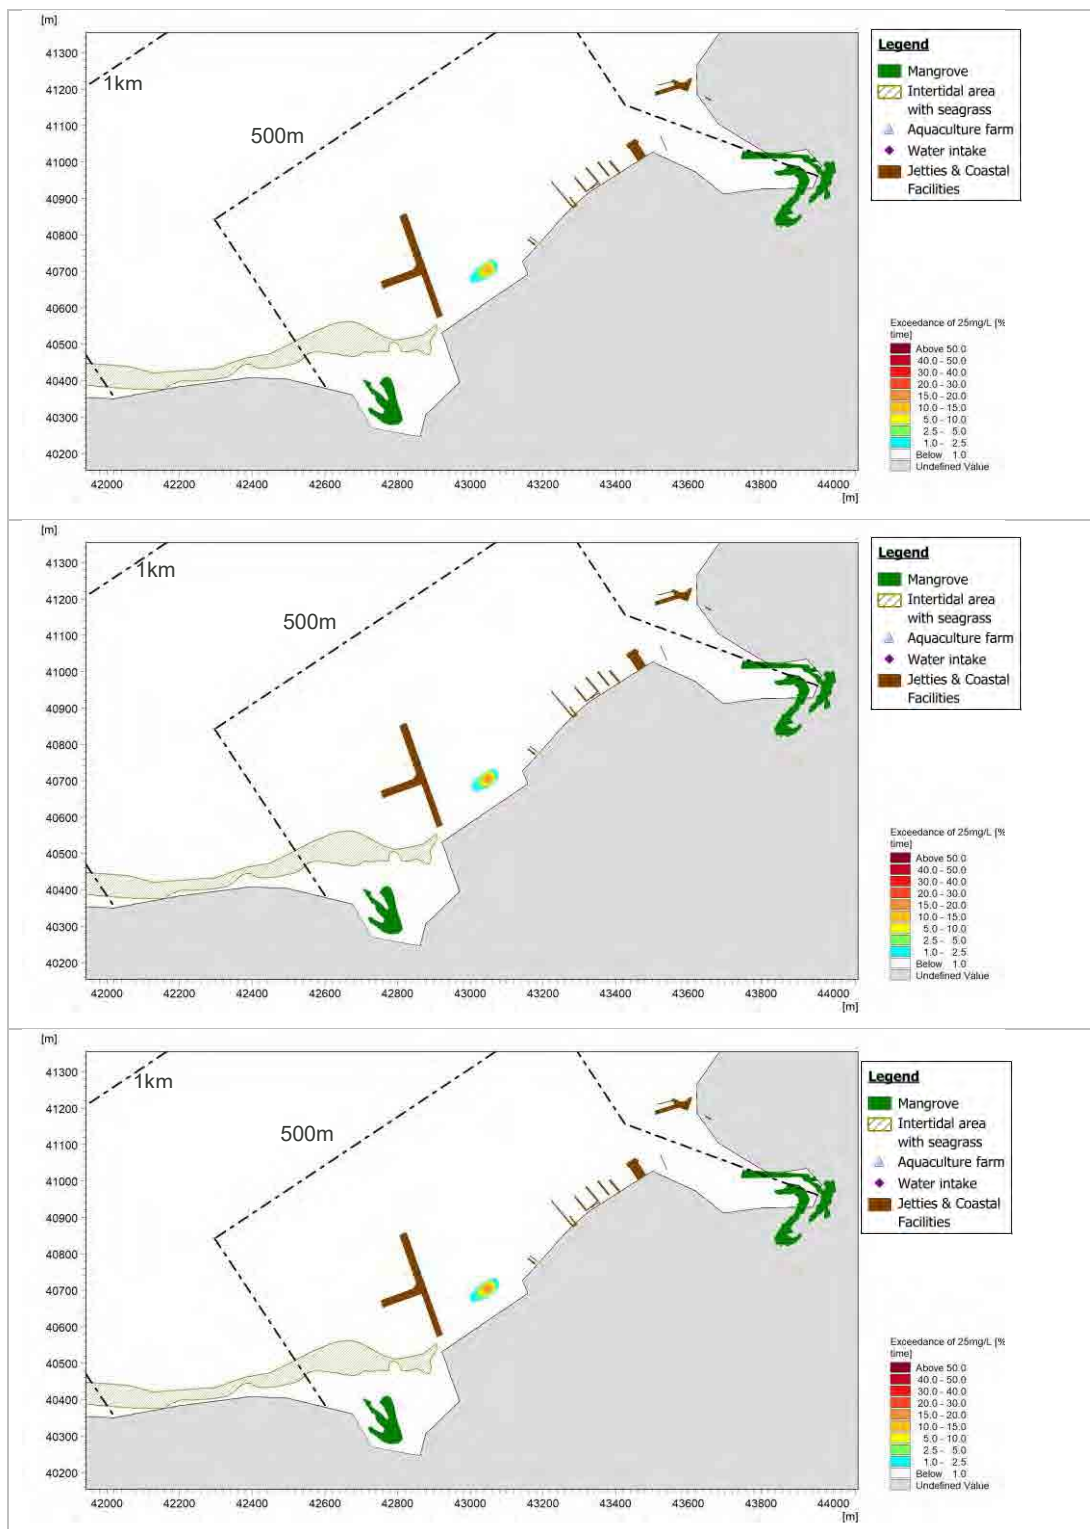 [m]
41300
41200
41100
41000
40900
40800
40700
40600
40500
40400
40300
40200
1km
500m
42000 42200 42400 42600 42800 43000 43200 43400 43600 43800 44000
[m]
Legend
Mangrove
Intertidal area
with seagrass
Aquaculture farm
Water intake
Jetties & Coastal
Facilities
Exceedance of 25mg/L [%
time]
Above 50.0
40.0 - 50.0
30.0 - 40.0
20.0 - 30.0
15.0 - 20.0
10.0 - 15.0
5.0 - 10.0
2.5 - 5.0
1.0 - 2.5
Below 1.0
Undefined Value
[m]
41300
41200
41100
41000
40900
40800
40700
40600
40500
40400
40300
40200
1km
500m
42000 42200 42400 42600 42800 43000 43200 43400 43600 43800 44000
[m]
Legend
Mangrove
Intertidal area
with seagrass
Aquaculture farm
Water intake
Jetties & Coastal
Facilities
Exceedance of 25mg/L [%
time]
Above 50.0
40.0 - 50.0
30.0 - 40.0
20.0 - 30.0
15.0 - 20.0
10.0 - 15.0
5.0 - 10.0
2.5 - 5.0
1.0 - 2.5
Below 1.0
Undefined Value
[m]
41300
41200
41100
41000
40900
40800
40700
40600
40500
40400
40300
40200
1km
500m
42000 42200 42400 42600 42800 43000 43200 43400 43600 43800 44000
[m]
Legend
Mangrove
Intertidal area
with seagrass
Aquaculture farm
Water intake
Jetties & Coastal
Facilities
Exceedance of 25mg/L [%
time]
Above 50.0
40.0 - 50.0
30.0 - 40.0
20.0 - 30.0
15.0 - 20.0
10.0 - 15.0
5.0 - 10.0
2.5 - 5.0
1.0 - 2.5
Below 1.0
Undefined Value